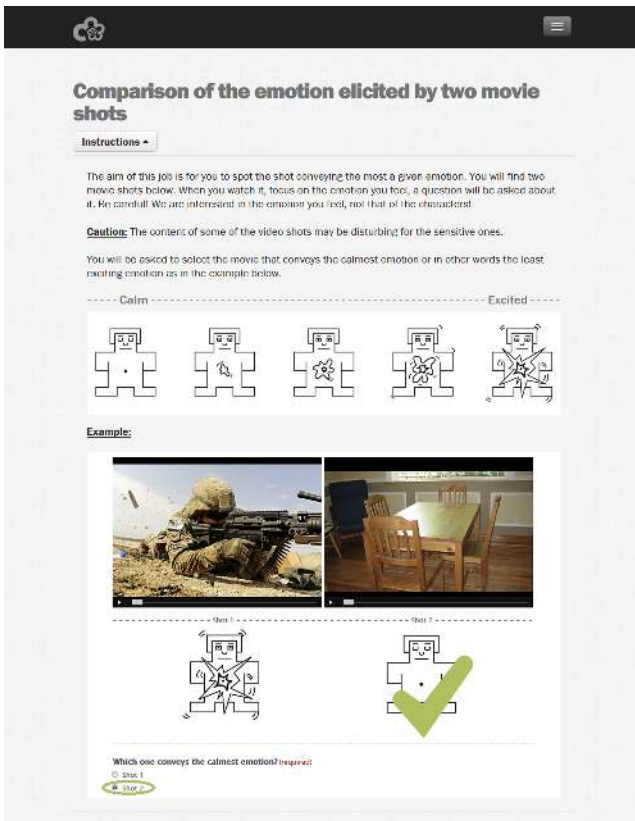 Comparison of the emotion elicited by two movie
shots
Instructions
The aim of this job is for you to spot the shot conveying the most a given emotion. You will find two
movie shots below. When you watch it, focus on the emotion you feel, a question will be asked about
it. Be careful! We are interested in the emotion you feel, not that of the characters!
Caution: The content of some of the video shots may be disturbing for the sensitive ones.
You will be asked to select the movie that conveys the calmest emotion or in other words the least
exciting emotion as in the example below.
Calm Excited
Example:
Shot 1 Shot 2
Which one conveys the calmest emotion? (required)
Shot 1
Shot 2